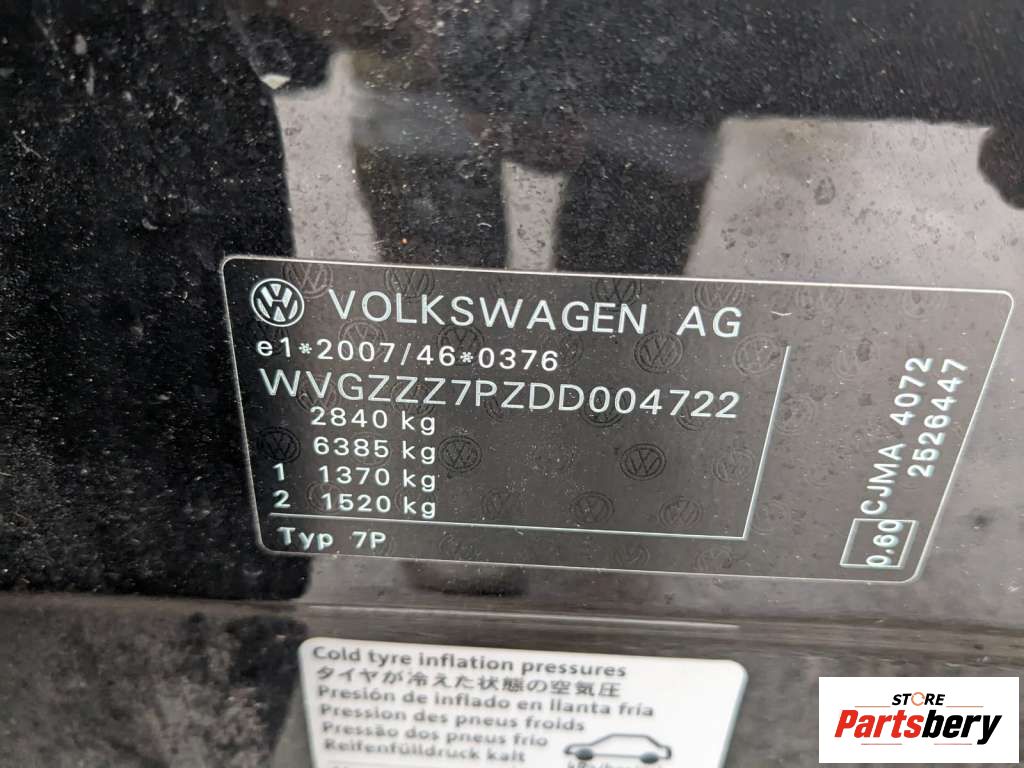 VOLKSWAGEN AG
e1*2007/46*0376
WVGZZZ7PZDD004722
2840 kg
6385 kg
1 1370 kg
2 1520 kg
Typ 7P
CJMA 4072
2526447
0.60
Cold tyre inflation pressures
タイヤが冷えた状態の空気圧
Presión de inflado en llanta fría
Pression des pneus froids
Pressão dos pneus frio
Reifenfülldruck kalt
STORE
Partsbery